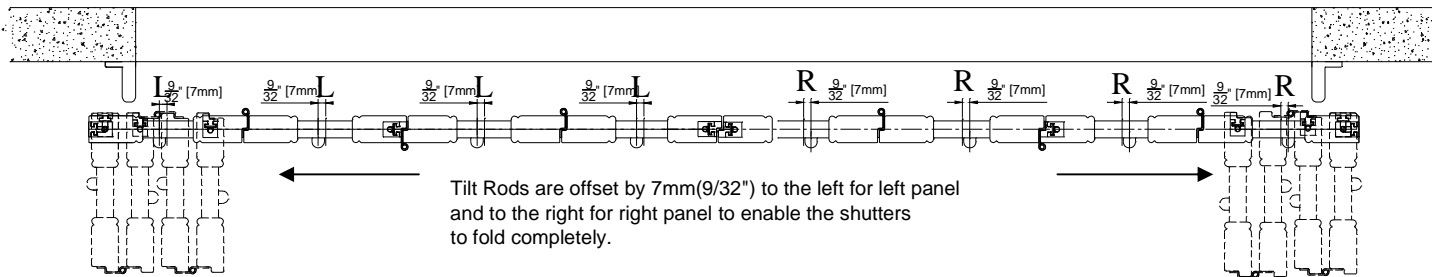 L 9/32" [7mm]
9/32" [7mm] L
9/32" [7mm] L
9/32" [7mm] L
R 9/32" [7mm]
R 9/32" [7mm]
R 9/32" [7mm]
9/32" [7mm] R
Tilt Rods are offset by 7mm(9/32") to the left for left panel
and to the right for right panel to enable the shutters
to fold completely.